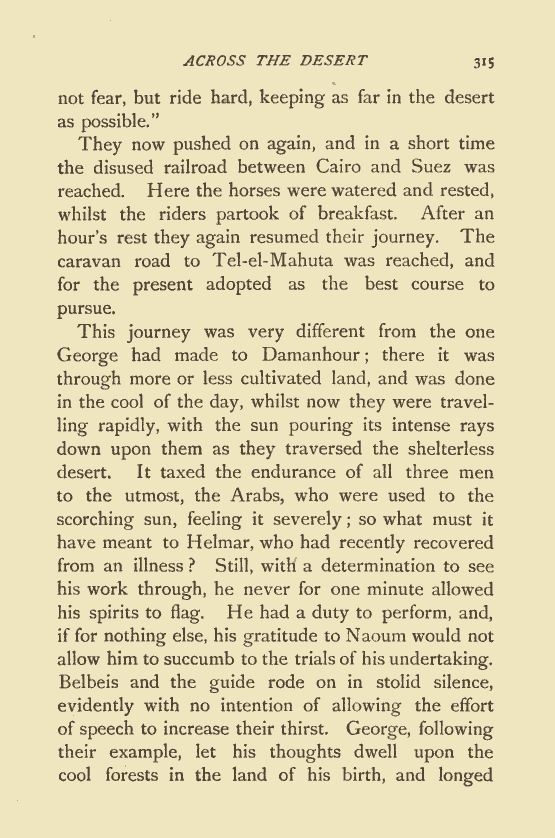 ACROSS THE DESERT 315
not fear, but ride hard, keeping as far in the desert
as possible.”
They now pushed on again, and in a short time
the disused railroad between Cairo and Suez was
reached. Here the horses were watered and rested,
whilst the riders partook of breakfast. After an
hour's rest they again resumed their journey. The
caravan road to Tel-el-Mahuta was reached, and
for the present adopted as the best course to
pursue.
This journey was very different from the one
George had made to Damanhour; there it was
through more or less cultivated land, and was done
in the cool of the day, whilst now they were travel-
ling rapidly, with the sun pouring its intense rays
down upon them as they traversed the shelterless
desert. It taxed the endurance of all three men
to the utmost, the Arabs, who were used to the
scorching sun, feeling it severely; so what must it
have meant to Helmar, who had recently recovered
from an illness? Still, with a determination to see
his work through, he never for one minute allowed
his spirits to flag. He had a duty to perform, and,
if for nothing else, his gratitude to Naoum would not
allow him to succumb to the trials of his undertaking.
Belbeis and the guide rode on in stolid silence,
evidently with no intention of allowing the effort
of speech to increase their thirst. George, following
their example, let his thoughts dwell upon the
cool forests in the land of his birth, and longed